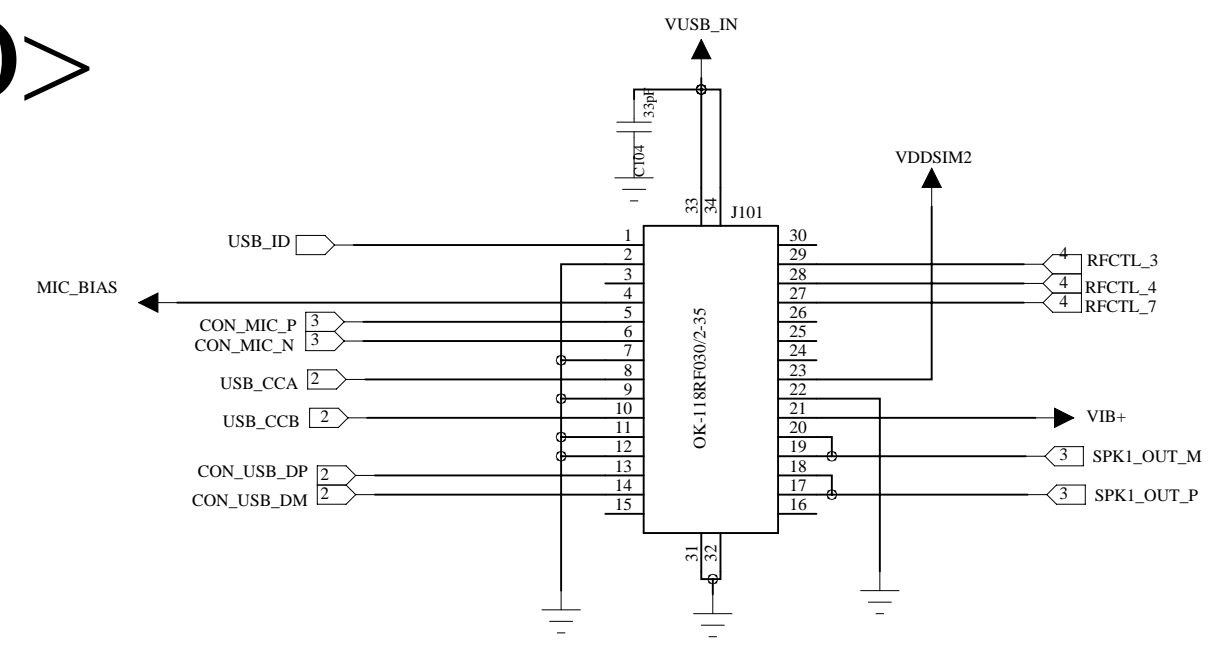 VUSB_IN
33pF
C104
VDDSIM2
33
34
J101
USB_ID
1
30
2
29
4
RFCTL_3
3
28
4
RFCTL_4
MIC_BIAS
4
27
4
RFCTL_7
CON_MIC_P
3
5
26
CON_MIC_N
3
6
25
7
24
USB_CCA
2
8
23
9
22
USB_CCB
2
10
21
VIB+
11
20
12
19
3
SPK1_OUT_M
CON_USB_DP
2
13
18
CON_USB_DM
2
14
17
3
SPK1_OUT_P
15
16
OK-118RF030/2-35
31
32